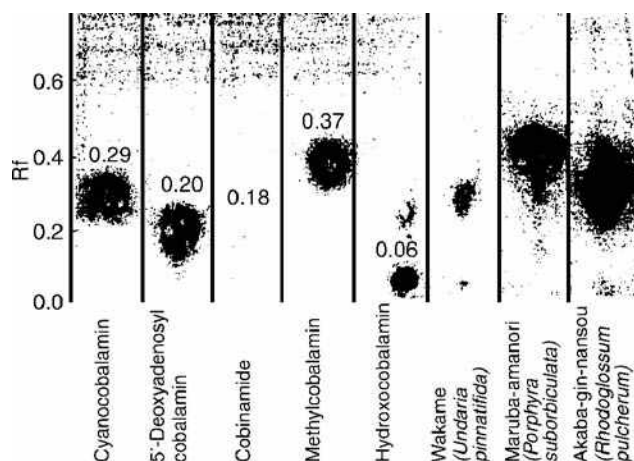 Rf
0.6
0.4
0.2
0.0
0.29
0.20
0.18
0.37
0.06
Cyanocobalamin
5´-Deoxyadenosyl
cobalamin
Cobinamide
Methylcobalamin
Hydroxocobalamin
Wakame
(Undaria
pinnatifida)
Maruba-amanori
(Porphyra
suborbiculata)
Akaba-gin-nansou
(Rhodoglossum
pulcherum)